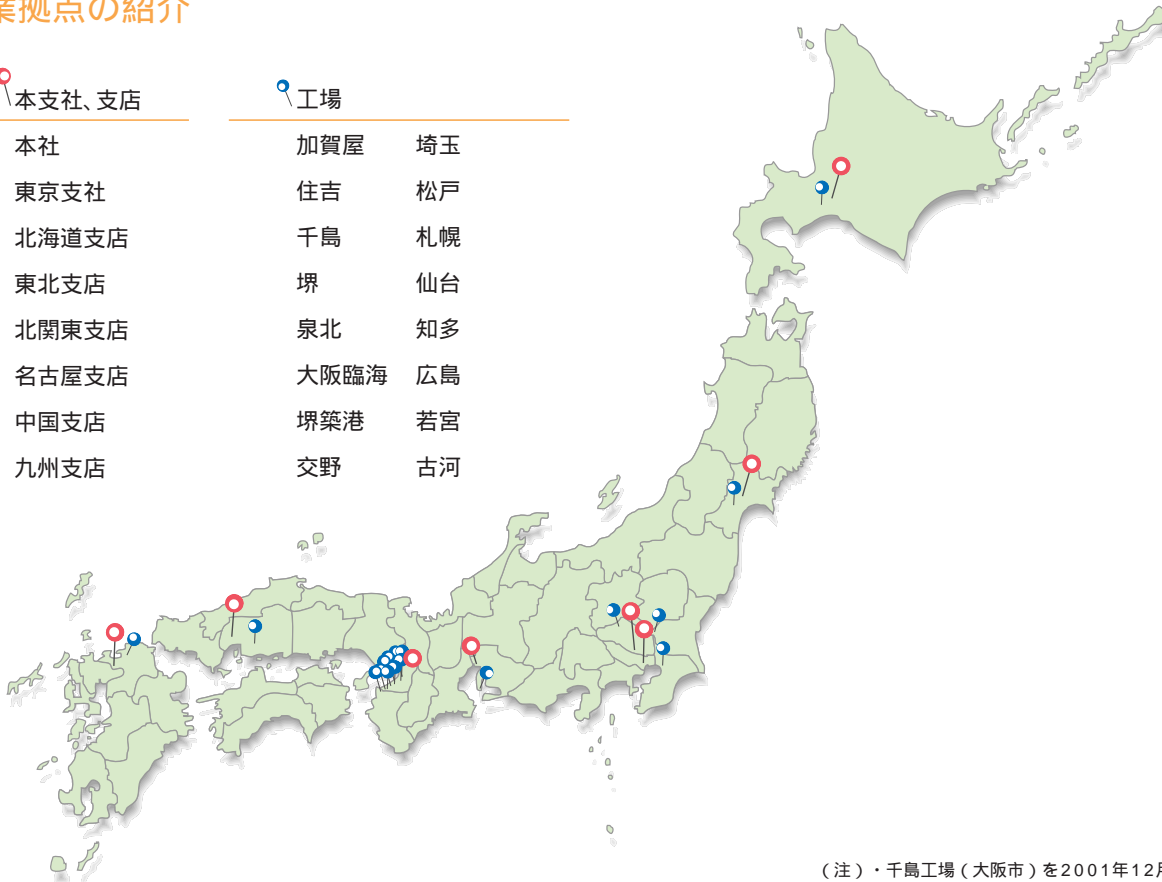 業拠点の紹介
本支社、支店
本社
東京支社
北海道支店
東北支店
北関東支店
名古屋支店
中国支店
九州支店
工場
加賀屋 埼玉
住吉 松戸
千島 札幌
堺 仙台
泉北 知多
大阪臨海 広島
堺築港 若宮
交野 古河
（注）・千島工場（大阪市）を2001年12月